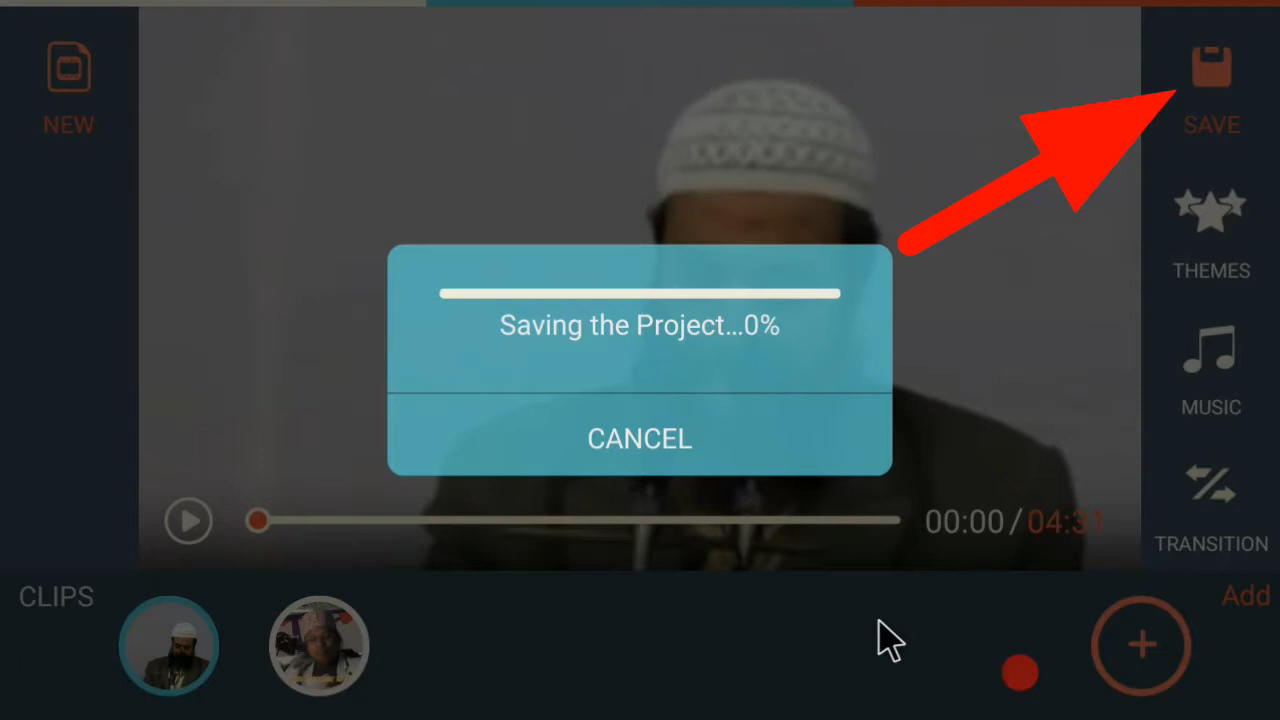 NEW
SAVE
THEMES
MUSIC
TRANSITION
Saving the Project...0%
CANCEL
00:00/04:31
CLIPS
Add